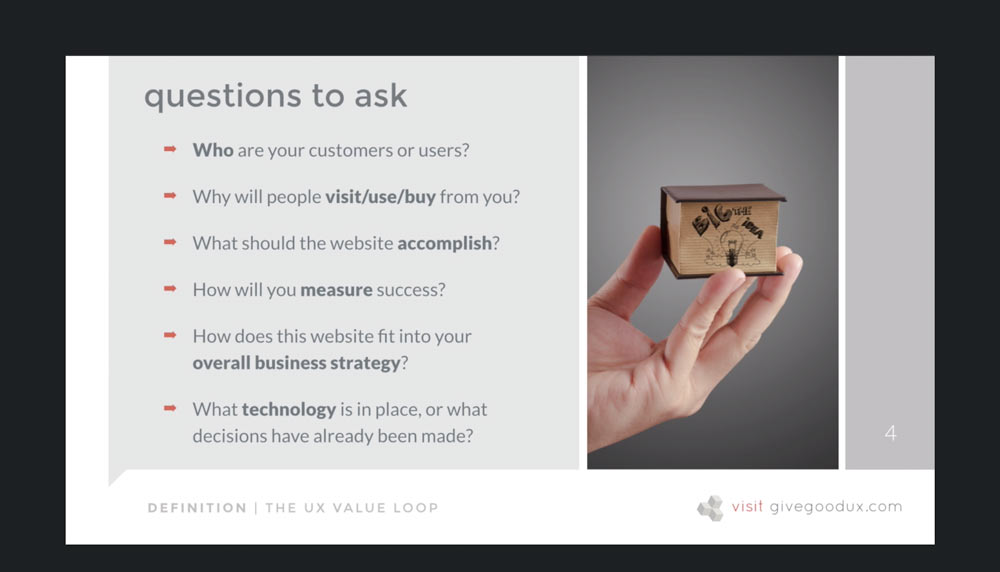 questions to ask
➡ Who are your customers or users?
➡ Why will people visit/use/buy from you?
➡ What should the website accomplish?
➡ How will you measure success?
➡ How does this website fit into your
overall business strategy?
➡ What technology is in place, or what
decisions have already been made?
BIG THE
IDEA
4
DEFINITION | THE UX VALUE LOOP
visit givegoodux.com